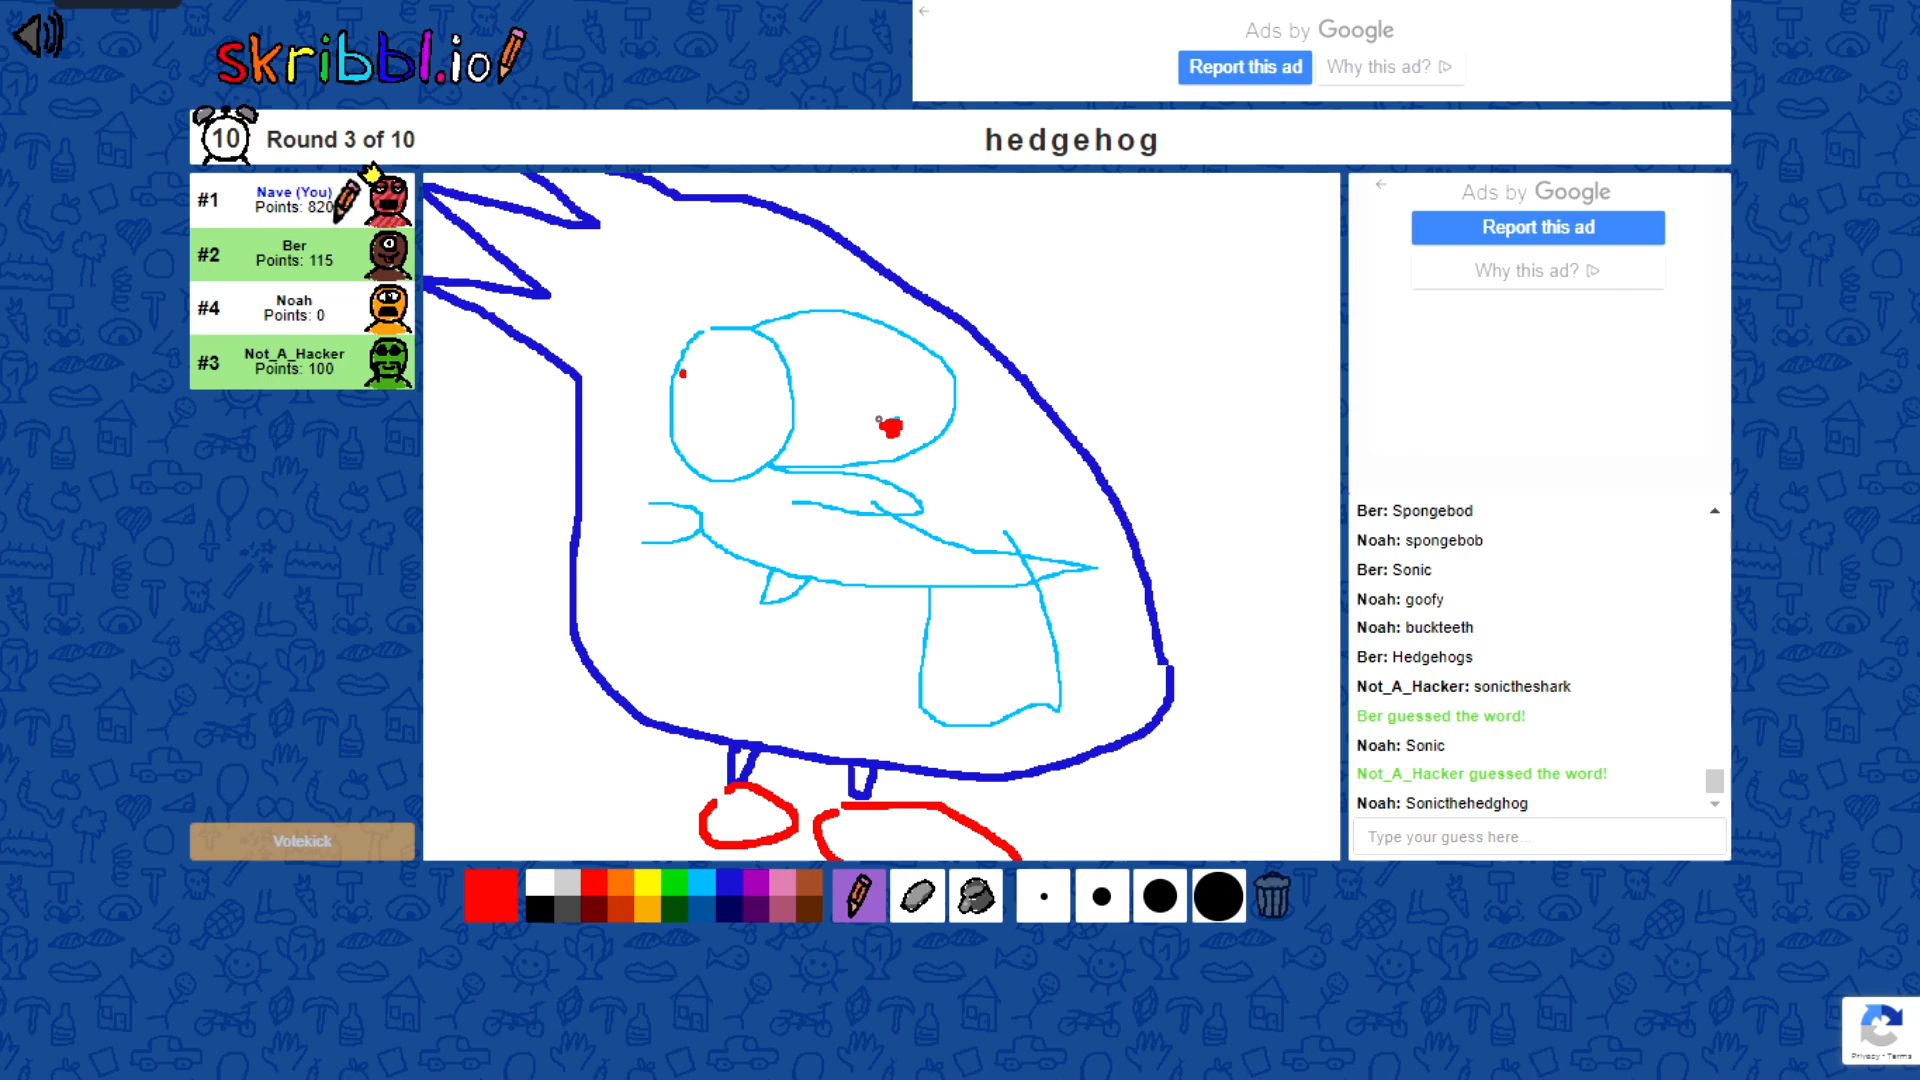 skribbl.io
Ads by Google
Report this ad
Why this ad?
10
Round 3 of 10
hedgehog
#1
Nave (You)
Points: 820
#2
Ber
Points: 115
#4
Noah
Points: 0
#3
Not_A_Hacker
Points: 100
Votekick
Ads by Google
Report this ad
Why this ad?
Ber: Spongebod
Noah: spongebob
Ber: Sonic
Noah: goofy
Noah: buckteeth
Ber: Hedgehogs
Not_A_Hacker: sonictheshark
Ber guessed the word!
Noah: Sonic
Not_A_Hacker guessed the word!
Noah: Sonicthehedghog
Type your guess here...
Privacy - Terms